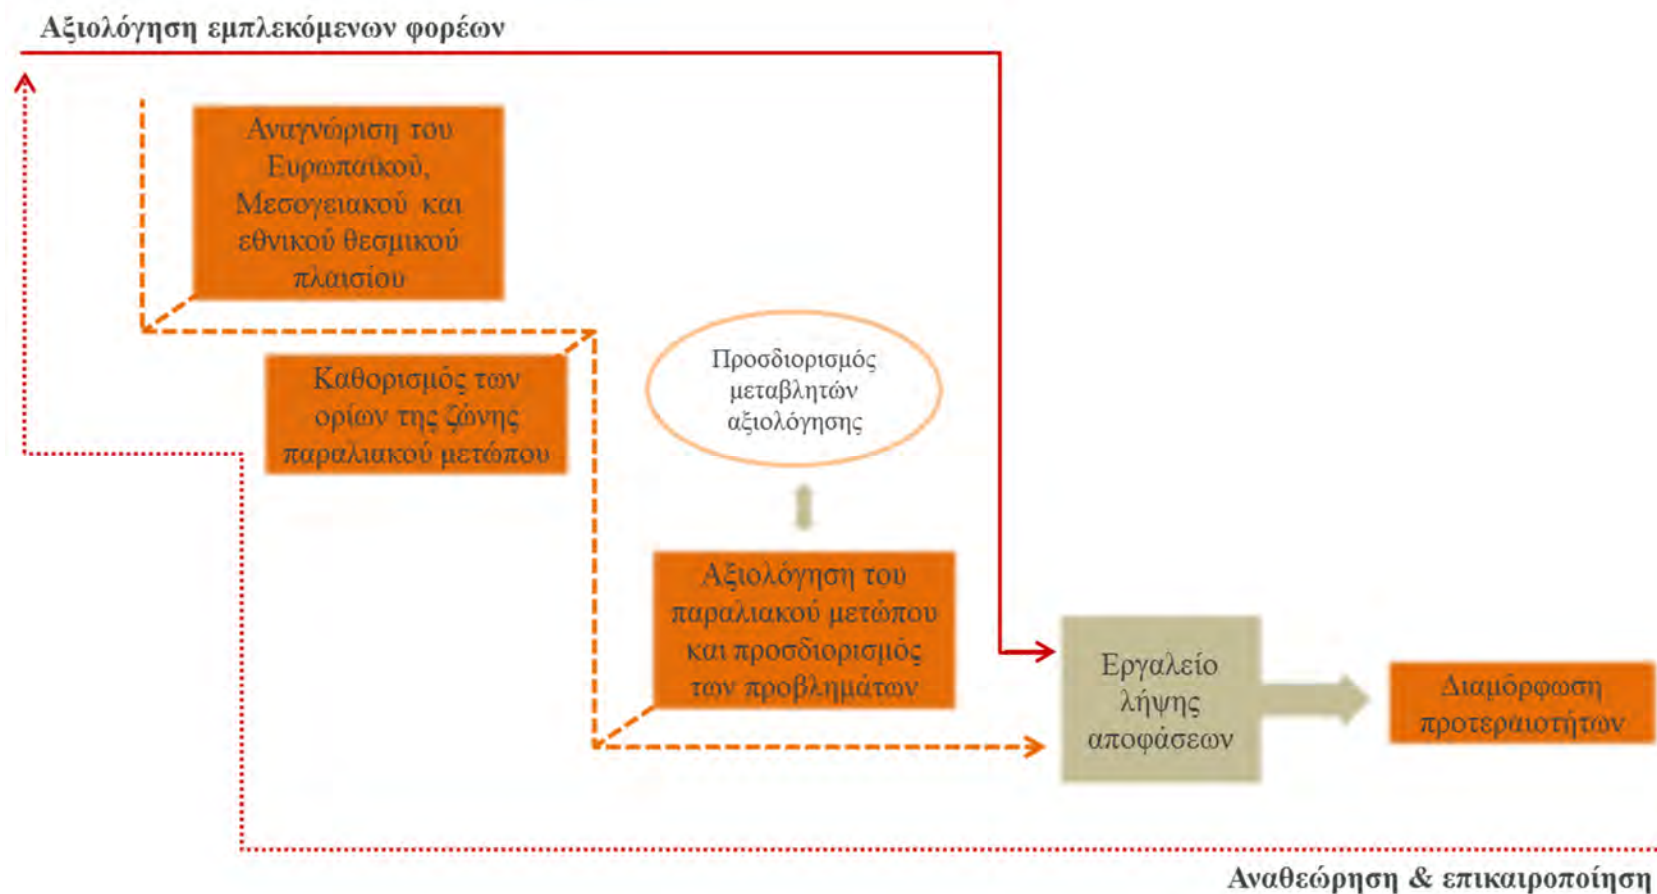 Αξιολόγηση εμπλεκόμενων φορέων
Αναγνώριση του
Ευρωπαϊκού,
Μεσογειακού και
εθνικού θεσμικού
πλαισίου
Καθορισμός των
ορίων της ζώνης
παραλιακού μετώπου
Προσδιορισμός
μεταβλητών
αξιολόγησης
Αξιολόγηση του
παραλιακού μετώπου
και προσδιορισμός
των προβλημάτων
Εργαλείο
λήψης
αποφάσεων
Διαμόρφωση
προτεραιοτήτων
Αναθεώρηση & επικαιροποίηση